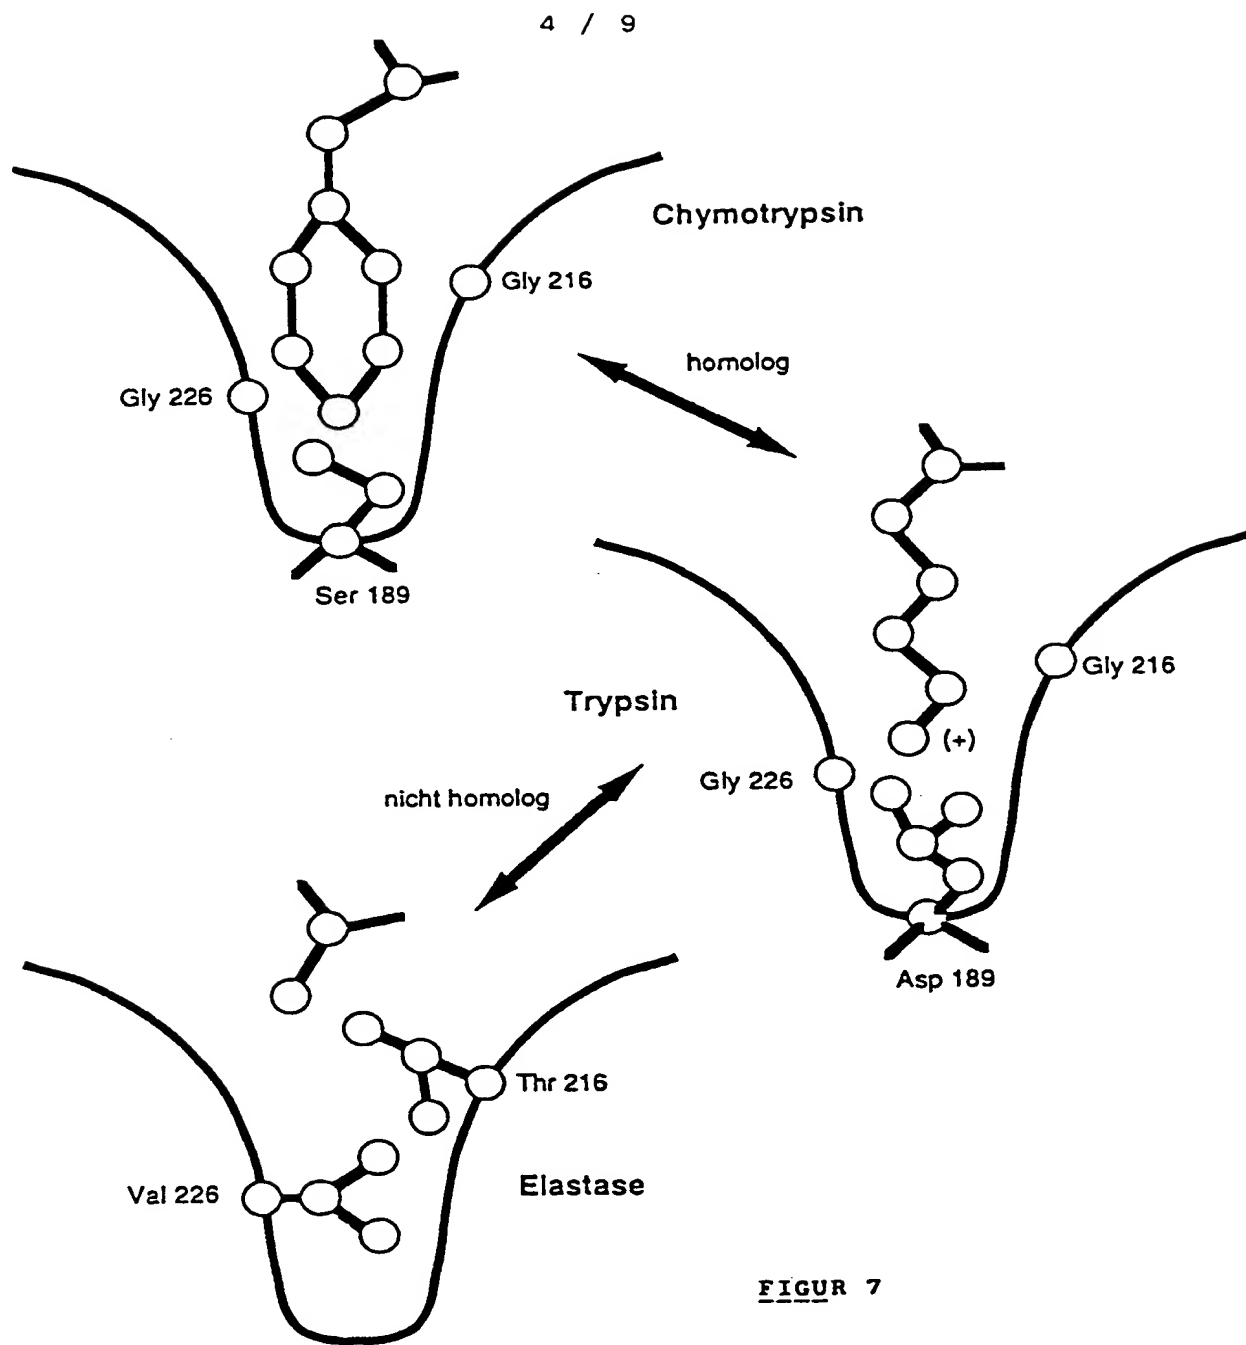 4 / 9
Chymotrypsin
Gly 216
homolog
Gly 226
Ser 189
Gly 216
Trypsin
(+)
Gly 226
nicht homolog
Asp 189
Thr 216
Val 226
Elastase
FIGUR 7